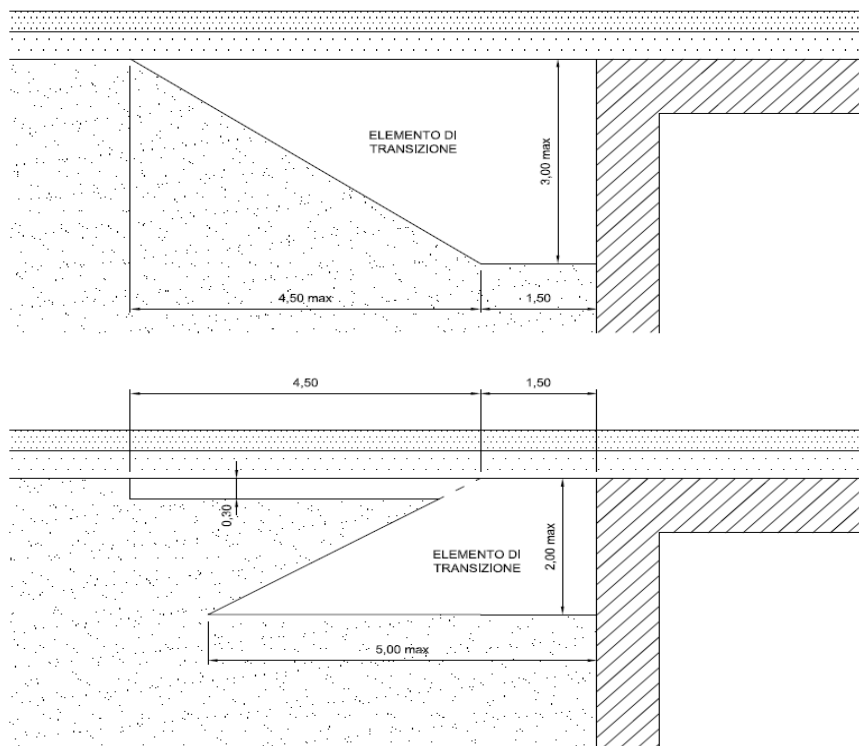 ELEMENTO DI
TRANSIZIONE
3,00 max
4,50 max
1,50
4,50
1,50
0,30
ELEMENTO DI
TRANSIZIONE
2,00 max
5,00 max